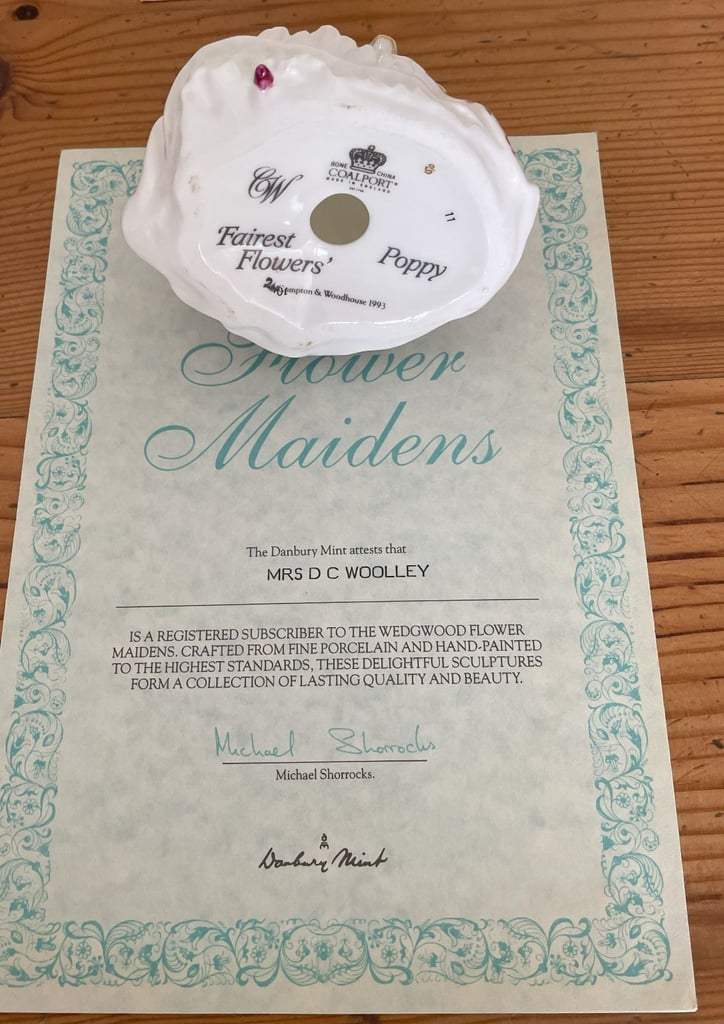 BONE CHINA
COALPORT
MADE IN ENGLAND
CW
11
Fairest
Flowers'
Poppy
& Woodhouse 1993
Flower
Maidens
The Danbury Mint attests that
MRS D C WOOLLEY
IS A REGISTERED SUBSCRIBER TO THE WEDGWOOD FLOWER
MAIDENS. CRAFTED FROM FINE PORCELAIN AND HAND-PAINTED
TO THE HIGHEST STANDARDS, THESE DELIGHTFUL SCULPTURES
FORM A COLLECTION OF LASTING QUALITY AND BEAUTY.
Michael Shorrocks
Michael Shorrocks.
Danbury Mint